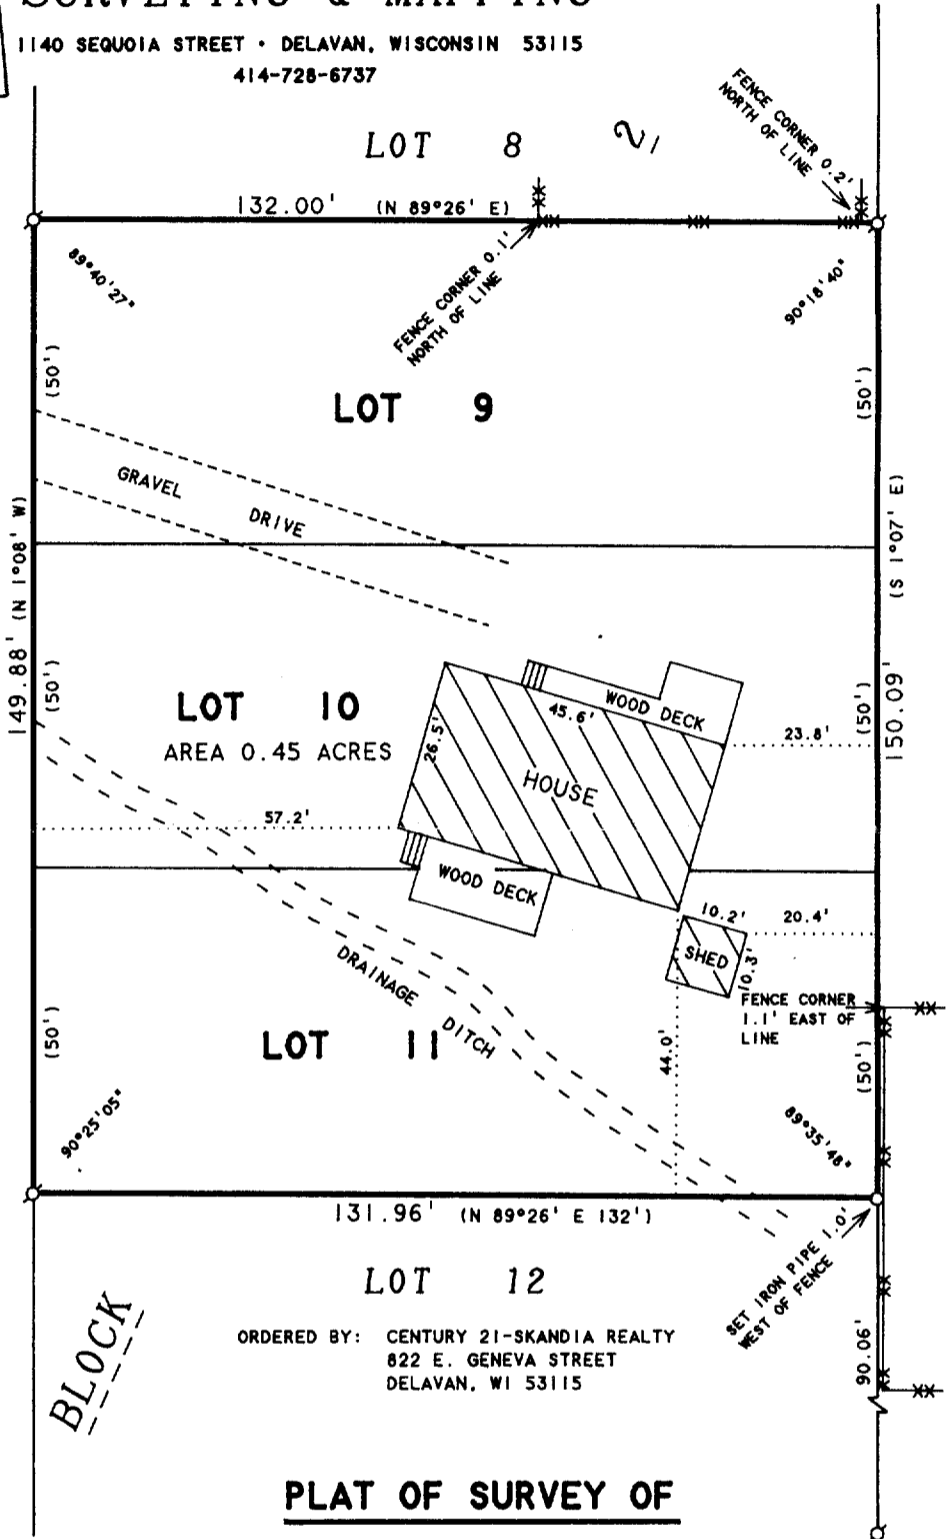 SURVEYING & MAPPING
1140 SEQUOIA STREET • DELAVAN, WISCONSIN 53115
414-728-6737
LOT 8
2
FENCE CORNER 0.2'
NORTH OF LINE
132.00' (N 89°26' E)
89°40'27"
FENCE CORNER 0.1'
NORTH OF LINE
90°18'40"
(50')
(50')
LOT 9
GRAVEL
DRIVE
149.88' (N 1°08' W)
(S 1°07' E)
150.09'
(50')
(50')
LOT 10
AREA 0.45 ACRES
WOOD DECK
45.6'
26.5'
HOUSE
23.8'
57.2'
WOOD DECK
10.2'
20.4'
SHED
10.3'
DRAINAGE
DITCH
FENCE CORNER
1.1' EAST OF
LINE
(50')
LOT 11
44.0'
(50')
90°25'05"
89°35'48"
131.96' (N 89°26' E 132')
LOT 12
SET IRON PIPE 1.0'
WEST OF FENCE
90.06'
BLOCK
ORDERED BY: CENTURY 21-SKANDIA REALTY
822 E. GENEVA STREET
DELAVAN, WI 53115
PLAT OF SURVEY OF